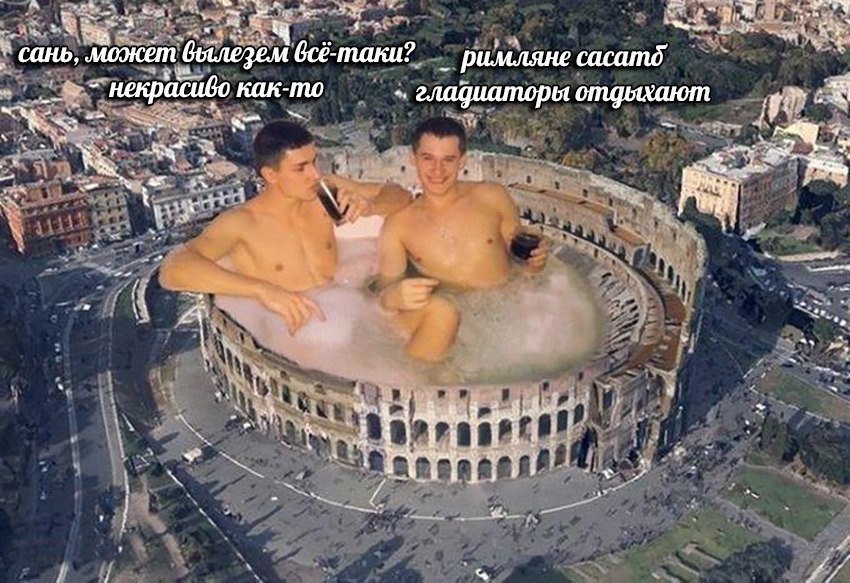 сань, может вылезем всё-таки?
некрасиво как-то
римляне сасатб
гладиаторы отдыхают